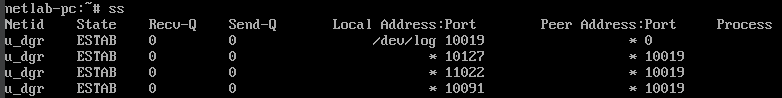 netlab-pc:~# ss
Netid State Recv-Q Send-Q Local Address:Port Peer Address:Port Process
u_dgr ESTAB 0 0 /dev/log 10019 * 0
u_dgr ESTAB 0 0 * 10127 * 10019
u_dgr ESTAB 0 0 * 11022 * 10019
u_dgr ESTAB 0 0 * 10091 * 10019